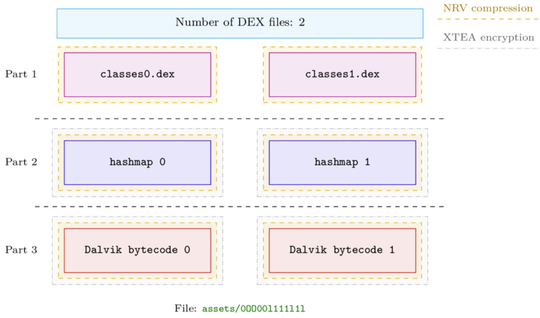 Number of DEX files: 2
NRV compression
XTEA encryption
Part 1
classes0.dex
classes1.dex
Part 2
hashmap 0
hashmap 1
Part 3
Dalvik bytecode 0
Dalvik bytecode 1
File: assets/0OO00l111l1l